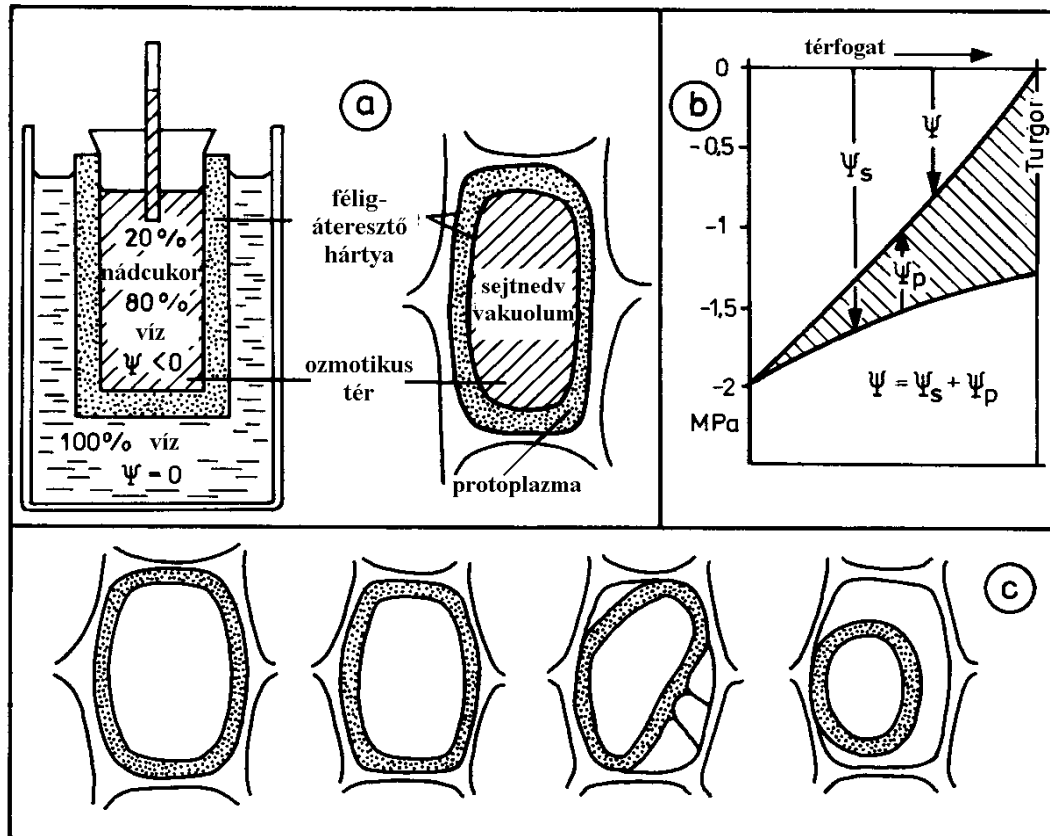 a
20%
nádcukor
80%
víz
Ψ <0
100% víz
Ψ = 0
félig-
áteresztő
hártya
ozmotikus
tér
sejtnedv
vakuolum
protoplazma
b
térfogat
0
-0,5
-1
-1,5
-2
MPa
Ψs
Ψ
Ψp
Turgor
Ψ = Ψs + Ψp
c